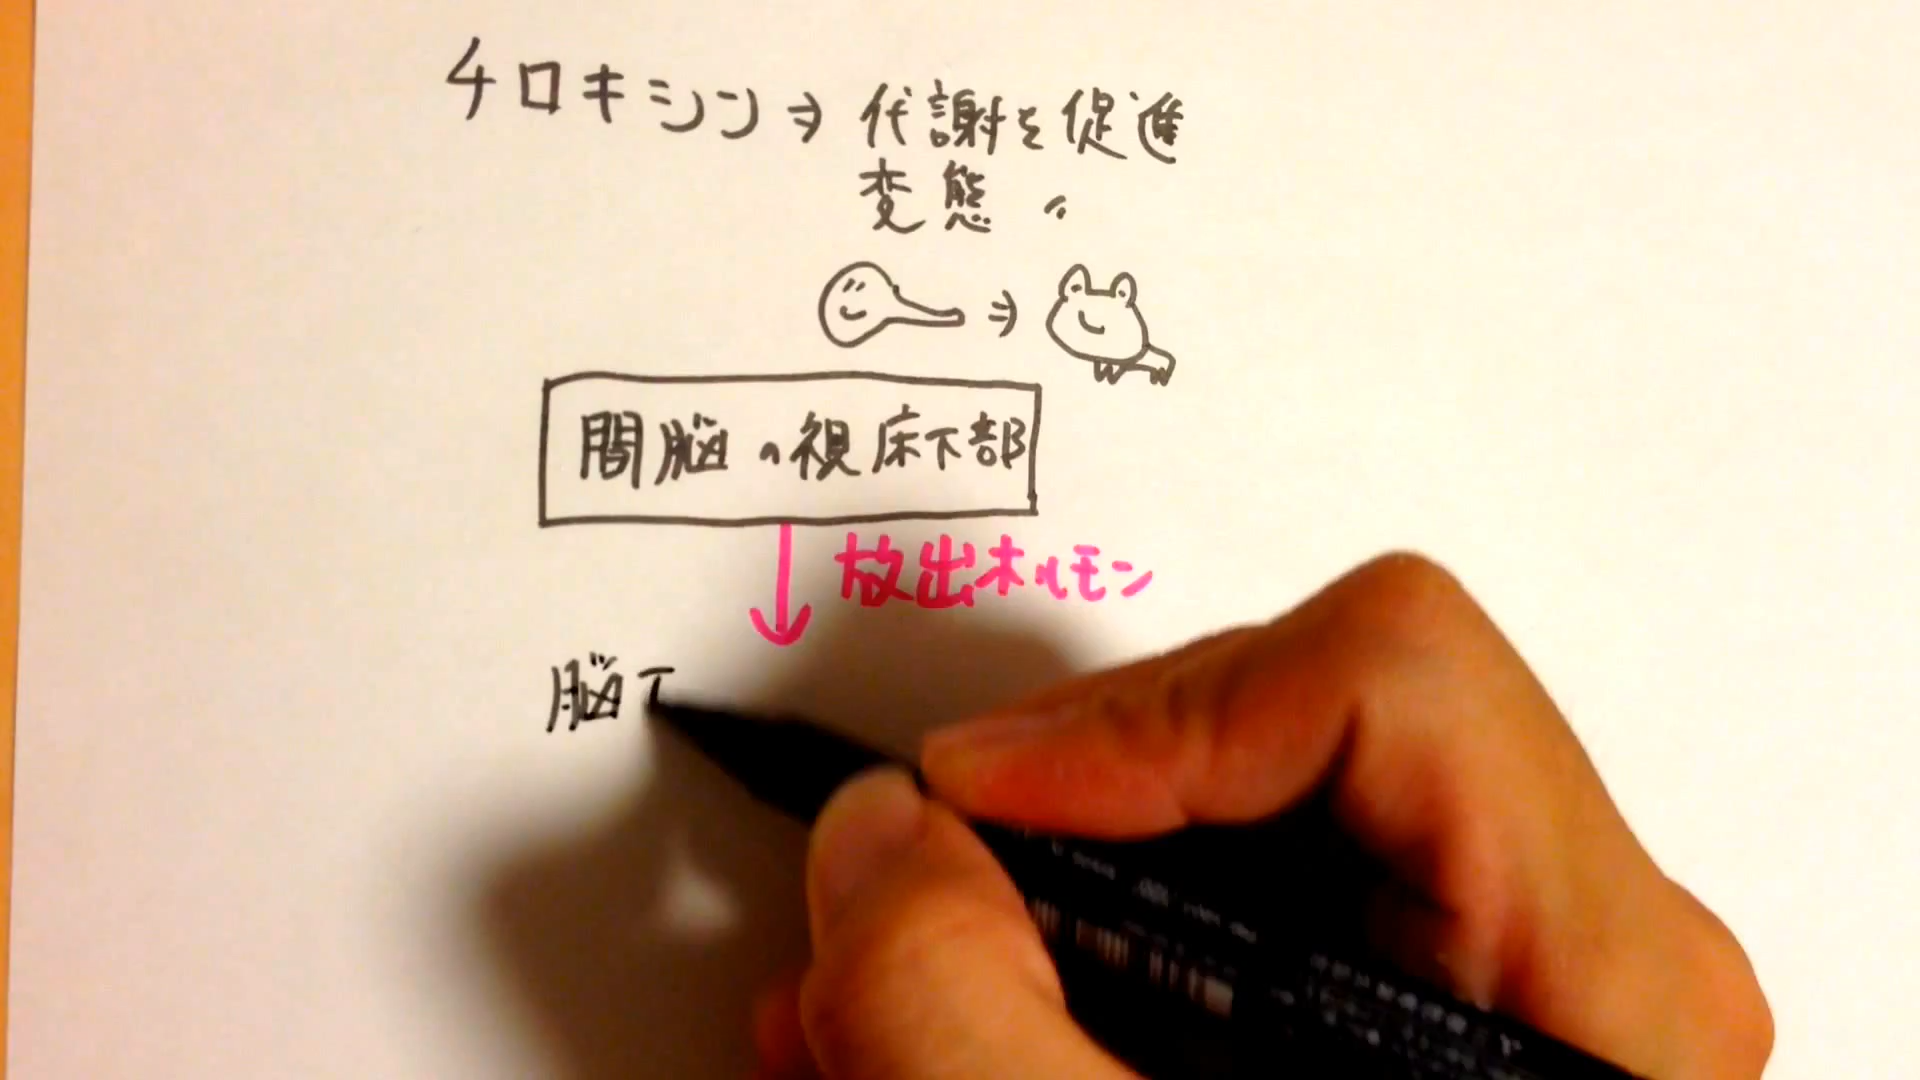 チロキシン⇒代謝を促進
変態 〃
⇒
間脳の視床下部
放出ホルモン
脳下